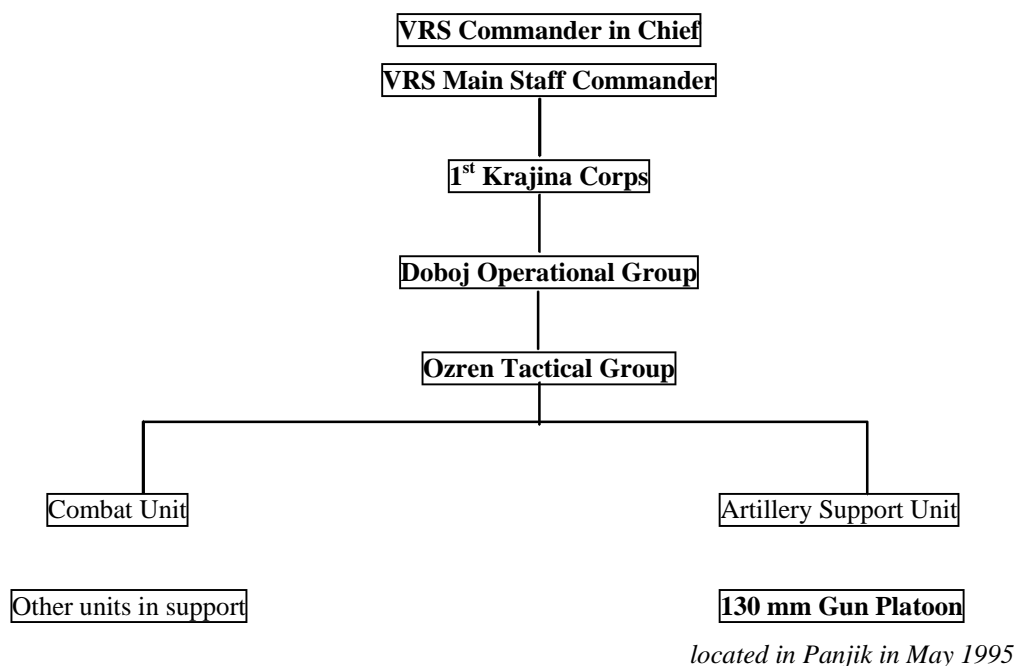 VRS Commander in Chief
VRS Main Staff Commander
1st Krajina Corps
Doboj Operational Group
Ozren Tactical Group
Combat Unit
Artillery Support Unit
Other units in support
130 mm Gun Platoon
located in Panjik in May 1995